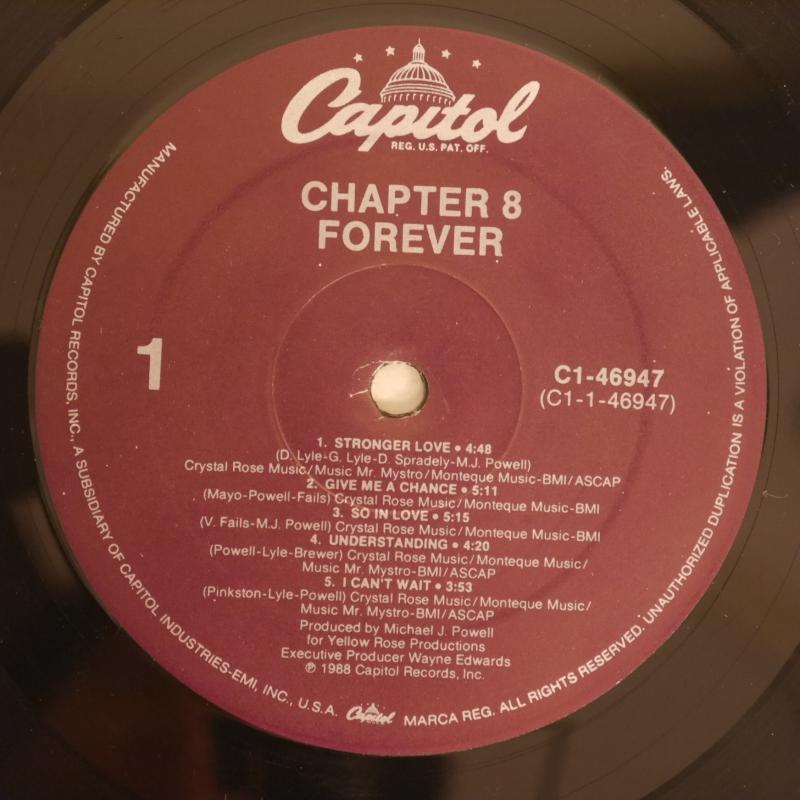 Capitol
REG. U.S. PAT. OFF.
CHAPTER 8
FOREVER
1
C1-46947
(C1-1-46947)
1. STRONGER LOVE • 4:48
(D. Lyle-G. Lyle-D. Spradely-M.J. Powell)
Crystal Rose Music/Music Mr. Mystro/Monteque Music-BMI/ASCAP
2. GIVE ME A CHANCE • 5:11
(Mayo-Powell-Fails) Crystal Rose Music/Monteque Music-BMI
3. SO IN LOVE • 5:15
(V. Fails-M.J. Powell) Crystal Rose Music/Monteque Music-BMI
4. UNDERSTANDING • 4:20
(Powell-Lyle-Brewer) Crystal Rose Music/Monteque Music/
Music Mr. Mystro-BMI/ASCAP
5. I CAN'T WAIT • 3:53
(Pinkston-Lyle-Powell) Crystal Rose Music/Monteque Music/
Music Mr. Mystro-BMI/ASCAP
Produced by Michael J. Powell
for Yellow Rose Productions
Executive Producer Wayne Edwards
℗ 1988 Capitol Records, Inc.
MANUFACTURED BY CAPITOL RECORDS, INC., A SUBSIDIARY OF CAPITOL INDUSTRIES-EMI, INC., U.S.A. Capitol MARCA REG. ALL RIGHTS RESERVED. UNAUTHORIZED DUPLICATION IS A VIOLATION OF APPLICABLE LAWS.